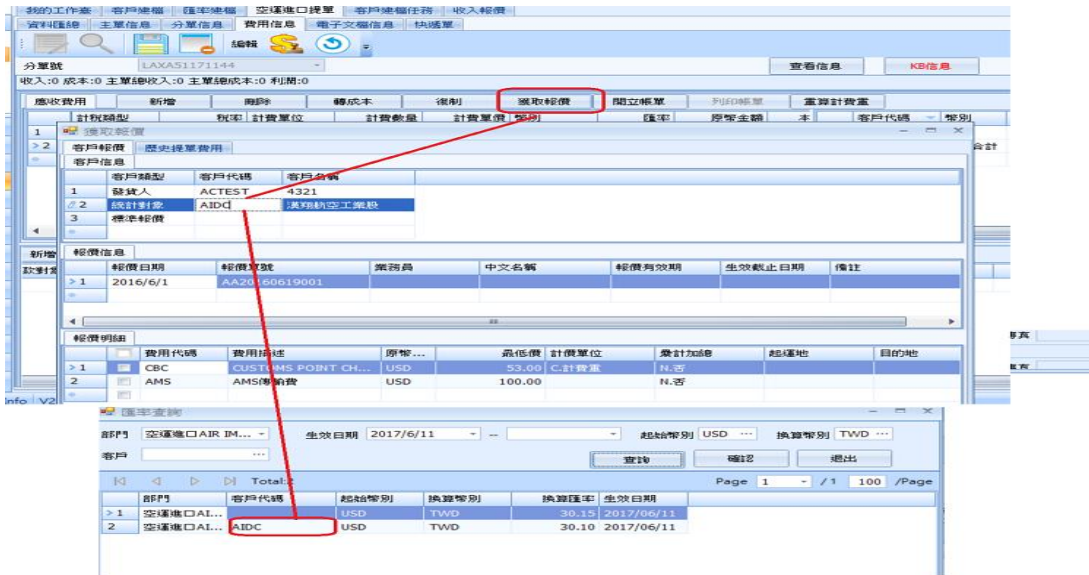 我的工作臺 客戶建檔 匯率建檔 空運進口提單 客戶建檔任務 收入報價
資料匯總 主單信息 分單信息 費用信息 電子文檔信息 快遞單
編輯
分單號 LAXA51171144 查看信息 KB信息
收入:0 成本:0 主單總收入:0 主單總成本:0 利潤:0
應收費用 新增 刪除 轉成本 復制 獲取報價 開立帳單 列印帳單 重算計費重
計稅類型 稅率 計費單位 計費數量 計費單價 幣別 匯率 原幣金額 本 客戶代碼 幣別
1 獲取報價
> 2 客戶報價 歷史提單費用 合計
客戶信息
客戶類型 客戶代碼 客戶名稱
1 發貨人 ACTEST 4321
2 統計對象 AIDC 漢翔航空工業股
3 標準報價
新增 報價信息
款對象 報價日期 報價單號 業務員 中文名稱 報價有效期 生效截止日期 備註
> 1 2016/6/1 AA20160619001
報價明細
費用代碼 費用描述 原幣... 最低價 計價單位 彙計加總 起運地 目的地
> 1 CBC CUSTOMS POINT CH... USD 53.00 C.計費重 N.否
2 AMS AMS傳輸費 USD 100.00 N.否
nfo V2
匯率查詢
部門 空運進口AIR IM... 生效日期 2017/6/11 – 起始幣別 USD ... 換算幣別 TWD ...
客戶 ... 查詢 確認 退出
Total:2 Page 1 / 1 100 /Page
部門 客戶代碼 起始幣別 換算幣別 換算匯率 生效日期
> 1 空運進口AI... USD TWD 30.15 2017/06/11
2 空運進口AI... AIDC USD TWD 30.10 2017/06/11